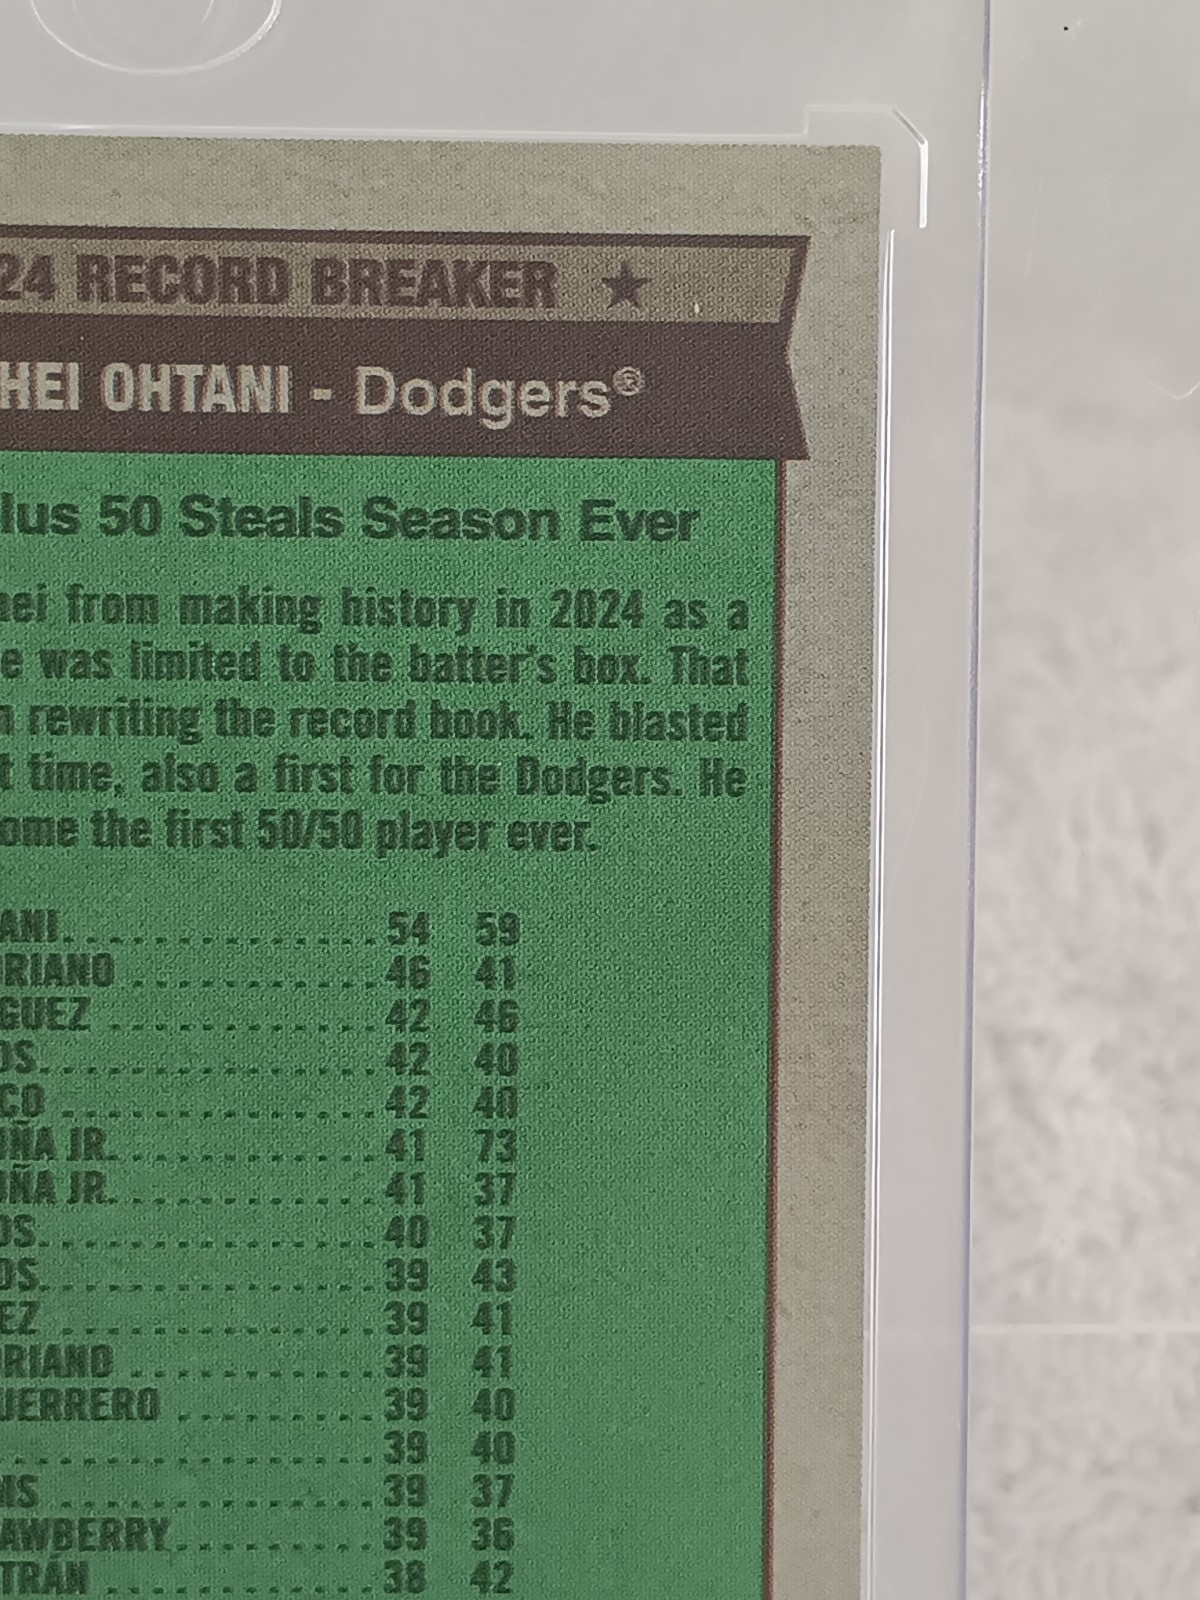 24 RECORD BREAKER ★
HEI OHTANI - Dodgers®
lus 50 Steals Season Ever
hei from making history in 2024 as a
e was limited to the batter's box. That
n rewriting the record book. He blasted
t time, also a first for the Dodgers. He
ome the first 50/50 player ever.
ANI 54 59
RIANO 46 41
GUEZ 42 46
OS 42 40
CO 42 40
UÑA JR. 41 73
UÑA JR. 41 37
OS 40 37
OS 39 43
EZ 39 41
RIANO 39 41
UERRERO 39 40
39 40
NS 39 37
AWBERRY 39 36
TRÁN 38 42